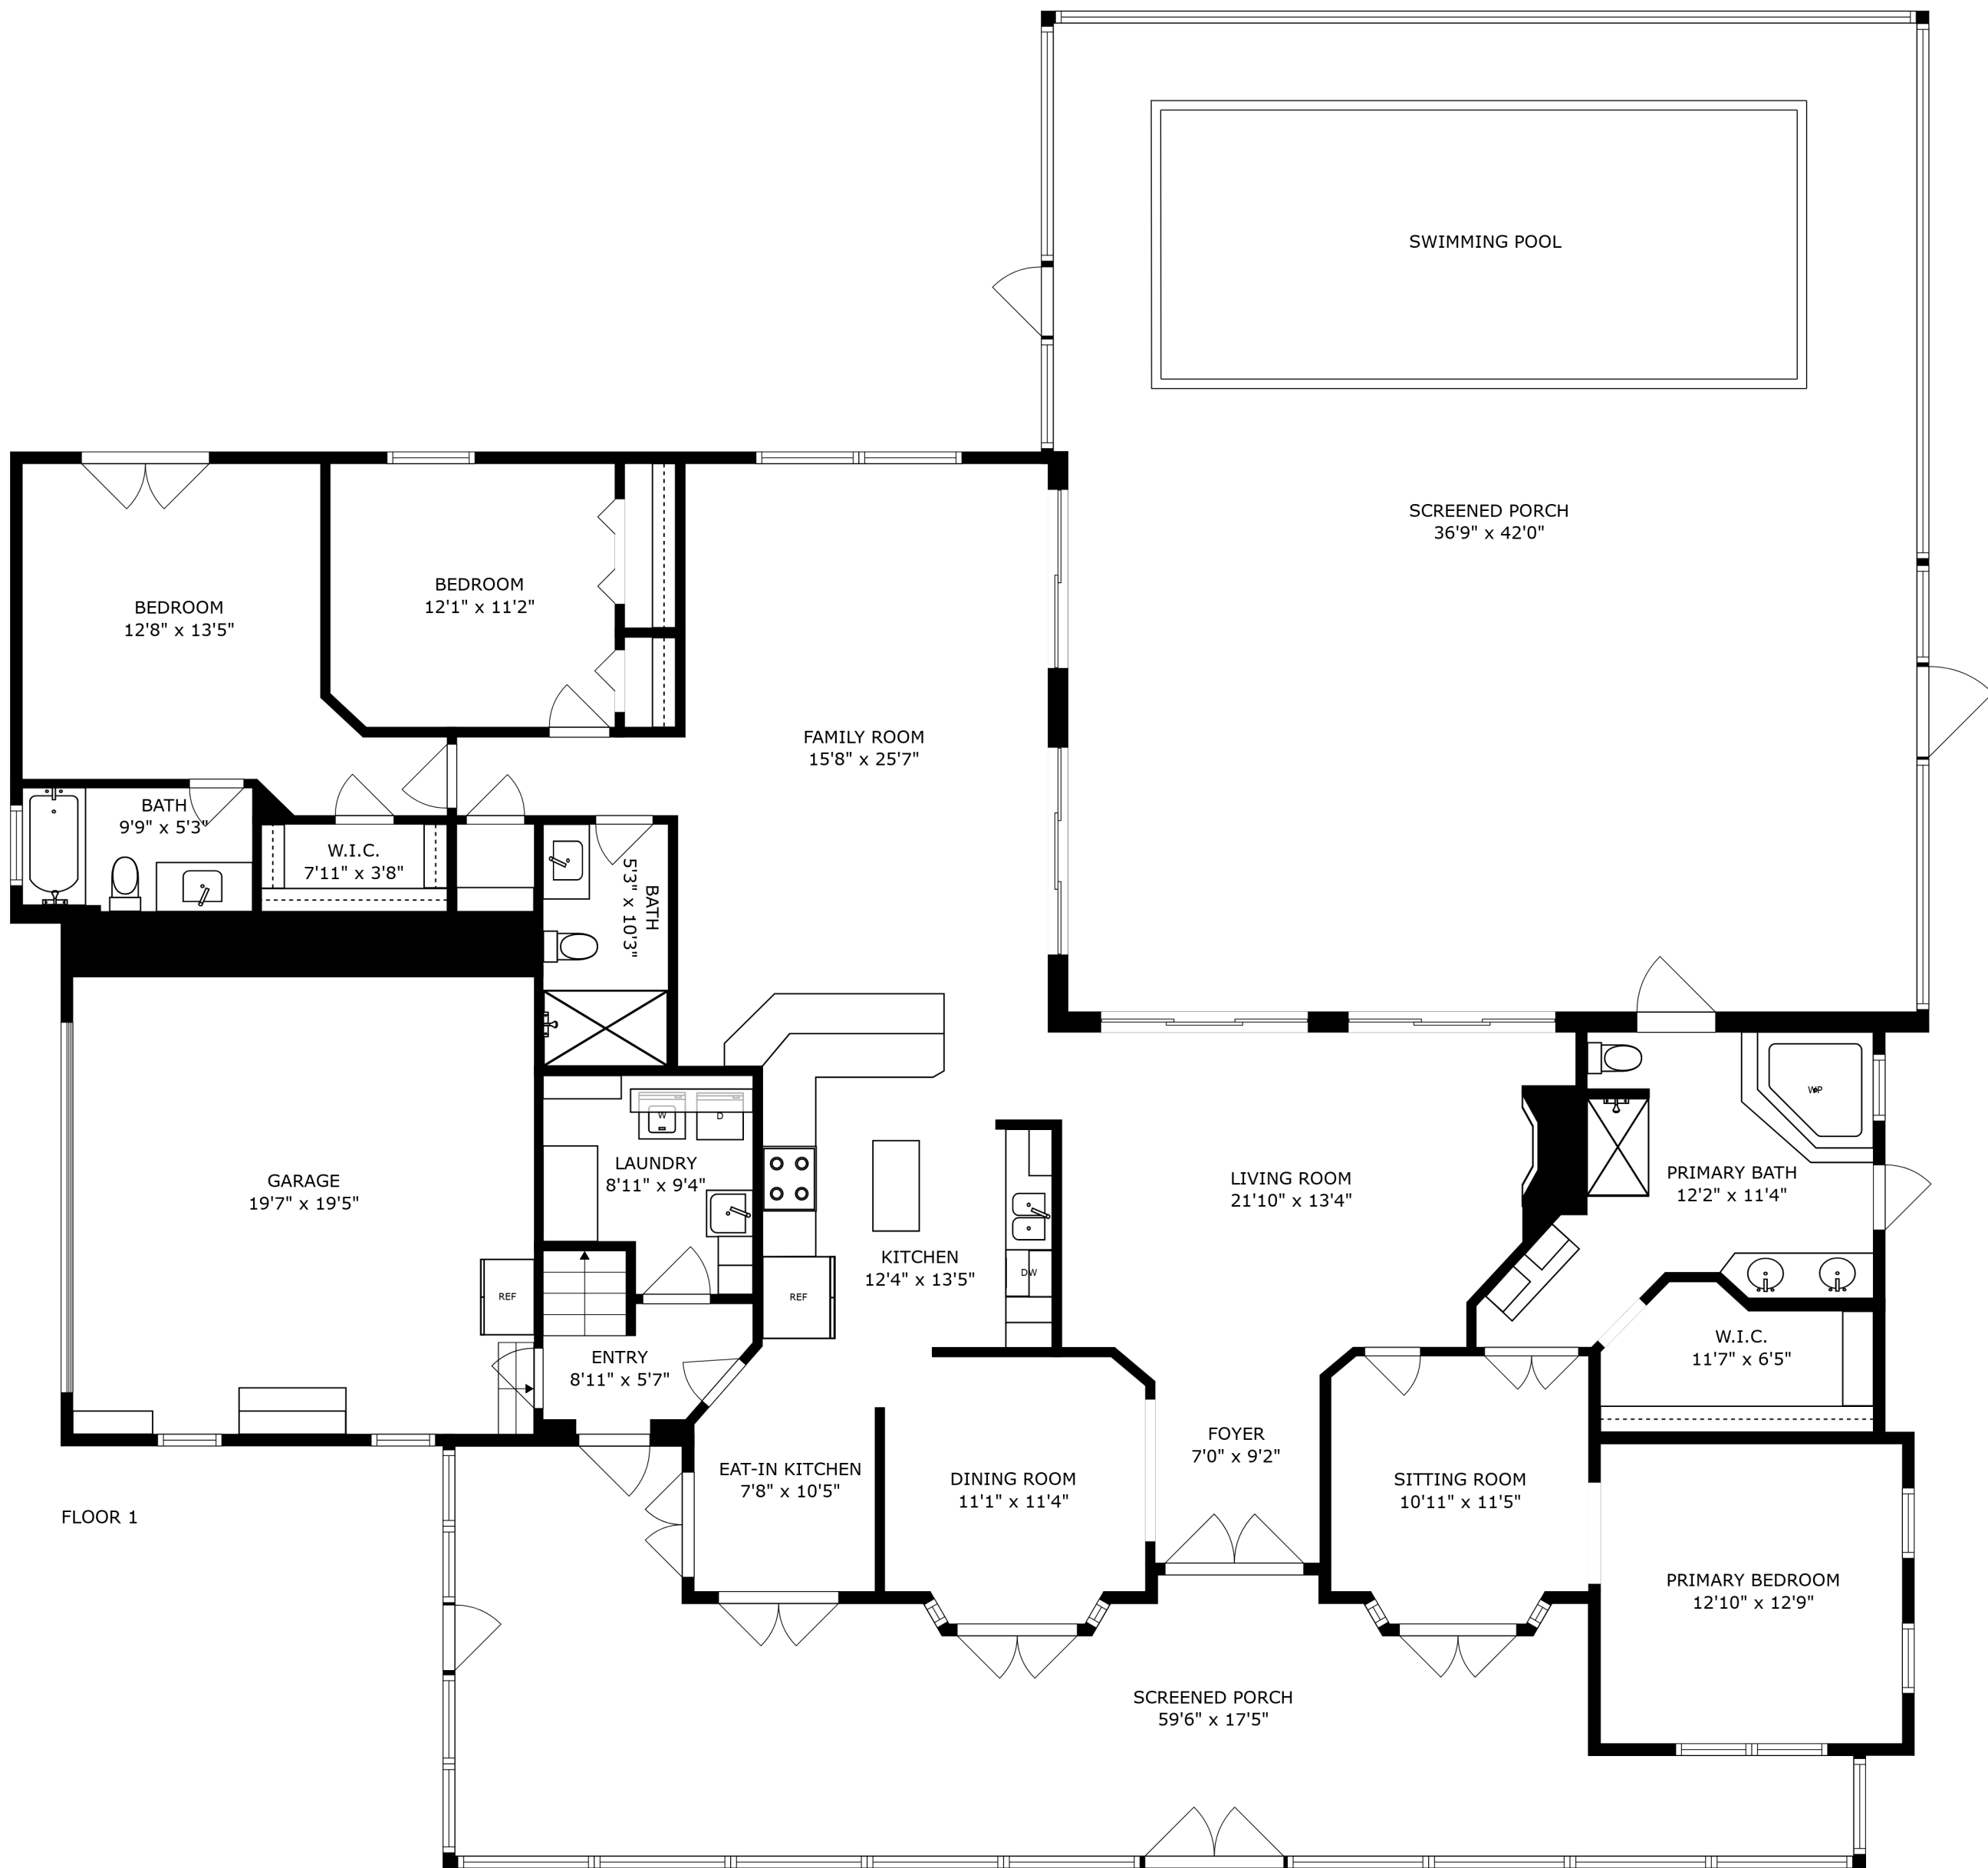 SWIMMING POOL
SCREENED PORCH
36'9" x 42'0"
BEDROOM
12'1" x 11'2"
BEDROOM
12'8" x 13'5"
FAMILY ROOM
15'8" x 25'7"
BATH
9'9" x 5'3"
W.I.C.
7'11" x 3'8"
BATH
5'3" x 10'3"
WP
W
D
LAUNDRY
8'11" x 9'4"
GARAGE
19'7" x 19'5"
LIVING ROOM
21'10" x 13'4"
PRIMARY BATH
12'2" x 11'4"
KITCHEN
12'4" x 13'5"
DW
REF
REF
W.I.C.
11'7" x 6'5"
ENTRY
8'11" x 5'7"
FOYER
7'0" x 9'2"
EAT-IN KITCHEN
7'8" x 10'5"
DINING ROOM
11'1" x 11'4"
SITTING ROOM
10'11" x 11'5"
FLOOR 1
PRIMARY BEDROOM
12'10" x 12'9"
SCREENED PORCH
59'6" x 17'5"